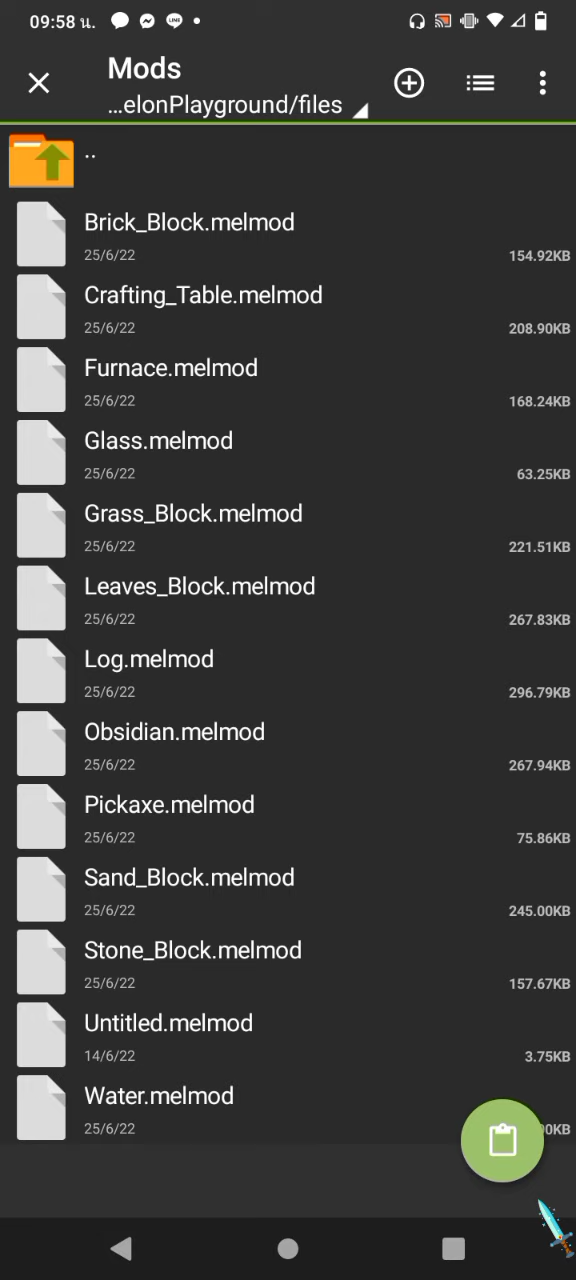 09:58 น.
Mods
...elonPlayground/files
..
Brick_Block.melmod
25/6/22 154.92KB
Crafting_Table.melmod
25/6/22 208.90KB
Furnace.melmod
25/6/22 168.24KB
Glass.melmod
25/6/22 63.25KB
Grass_Block.melmod
25/6/22 221.51KB
Leaves_Block.melmod
25/6/22 267.83KB
Log.melmod
25/6/22 296.79KB
Obsidian.melmod
25/6/22 267.94KB
Pickaxe.melmod
25/6/22 75.86KB
Sand_Block.melmod
25/6/22 245.00KB
Stone_Block.melmod
25/6/22 157.67KB
Untitled.melmod
14/6/22 3.75KB
Water.melmod
25/6/22